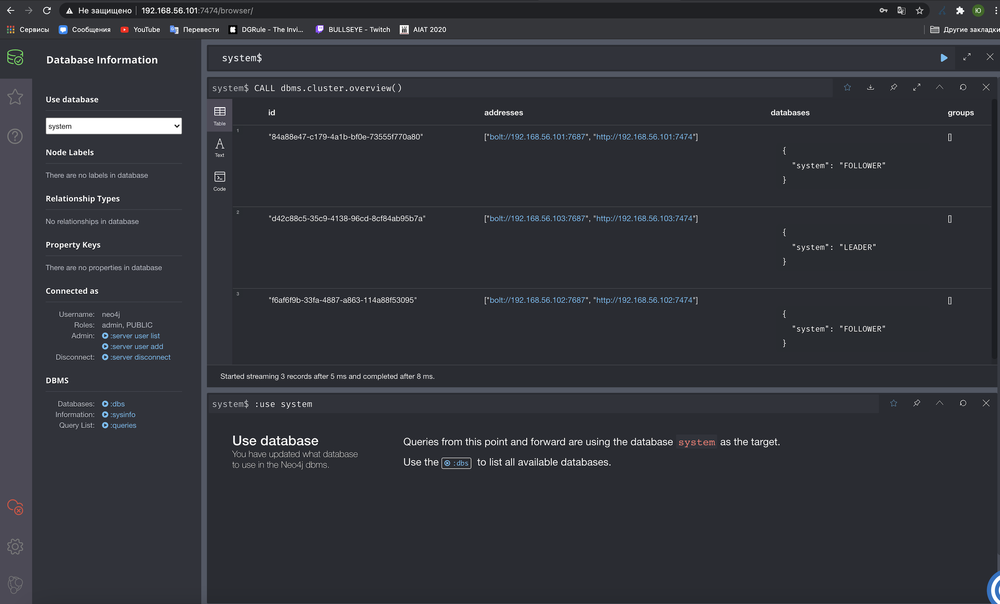 Не защищено 192.168.56.101:7474/browser/
Ю
Сервисы Сообщения YouTube Перевести DGRule - The Invi... BULLSEYE - Twitch AIAT 2020 Другие закладки
Database Information
Use database
system
Node Labels
There are no labels in database
Relationship Types
No relationships in database
Property Keys
There are no properties in database
Connected as
Username: neo4j
Roles: admin, PUBLIC
Admin: :server user list
:server user add
Disconnect: :server disconnect
DBMS
Databases: :dbs
Information: :sysinfo
Query List: :queries
system$
system$ CALL dbms.cluster.overview()
Table
Text
Code
id addresses databases groups
1 "84a88e47-c179-4a1b-bf0e-73555f770a80" ["bolt://192.168.56.101:7687", "http://192.168.56.101:7474"] []
{
"system": "FOLLOWER"
}
2 "d42c88c5-35c9-4138-96cd-8cf84ab95b7a" ["bolt://192.168.56.103:7687", "http://192.168.56.103:7474"] []
{
"system": "LEADER"
}
3 "f6af6f9b-33fa-4887-a863-114a88f53095" ["bolt://192.168.56.102:7687", "http://192.168.56.102:7474"] []
{
"system": "FOLLOWER"
}
Started streaming 3 records after 5 ms and completed after 8 ms.
system$ :use system
Use database
You have updated what database
to use in the Neo4j dbms.
Queries from this point and forward are using the database system as the target.
Use the :dbs to list all available databases.